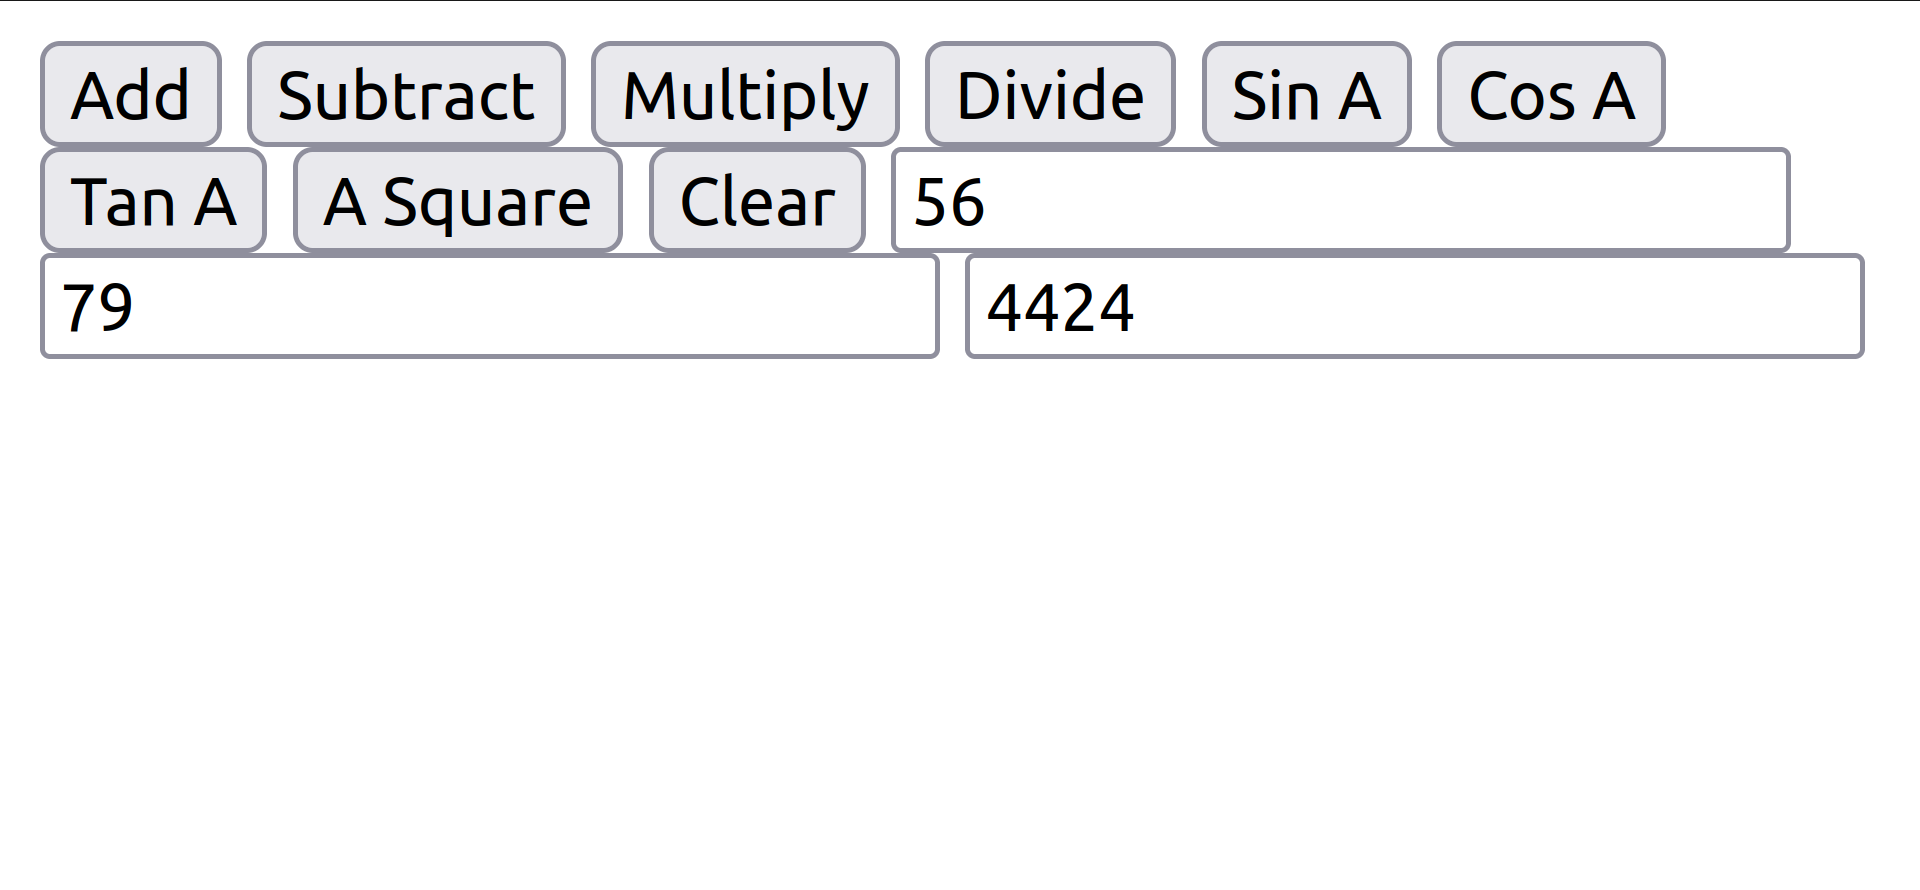 Add Subtract Multiply Divide Sin A Cos A
Tan A A Square Clear 56
79 4424